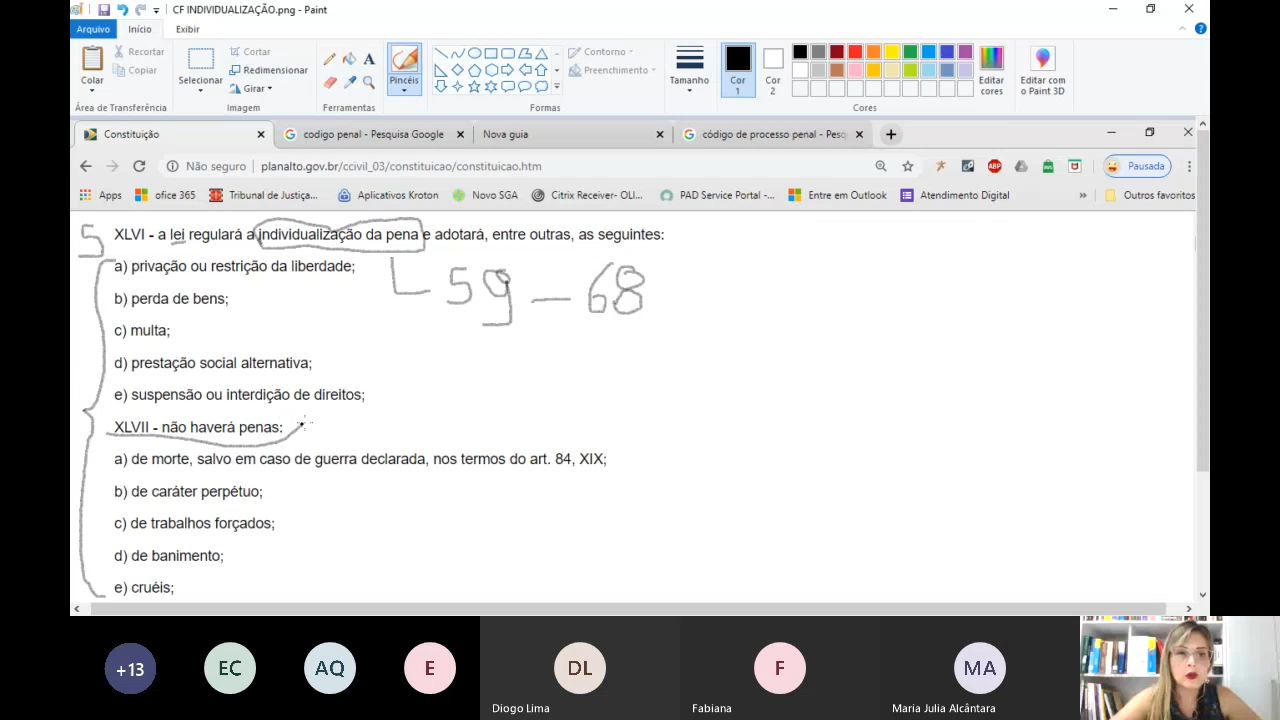 CF INDIVIDUALIZAÇÃO.png - Paint
Arquivo Início Exibir
Colar Recortar Copiar
Selecionar Cortar Redimensionar Girar
Pincéis
Contorno Preenchimento
Tamanho Cor 1 Cor 2 Editar cores Editar com o Paint 3D
Área de Transferência Imagem Ferramentas Formas Cores
Constituição codigo penal - Pesquisa Google Nova guia código de processo penal - Pesq
Não seguro planalto.gov.br/ccivil_03/constituicao/constituicao.htm Pausada
Apps ofice 365 Tribunal de Justiça... Aplicativos Kroton Novo SGA Citrix Receiver- OLI... PAD Service Portal -... Entre em Outlook Atendimento Digital » Outros favoritos
5 XLVI - a lei regulará a individualização da pena e adotará, entre outras, as seguintes:
a) privação ou restrição da liberdade;
59 - 68
b) perda de bens;
c) multa;
d) prestação social alternativa;
e) suspensão ou interdição de direitos;
XLVII - não haverá penas:
a) de morte, salvo em caso de guerra declarada, nos termos do art. 84, XIX;
b) de caráter perpétuo;
c) de trabalhos forçados;
d) de banimento;
e) cruéis;
+13 EC AQ E DL F MA
Diogo Lima Fabiana Maria Julia Alcântara